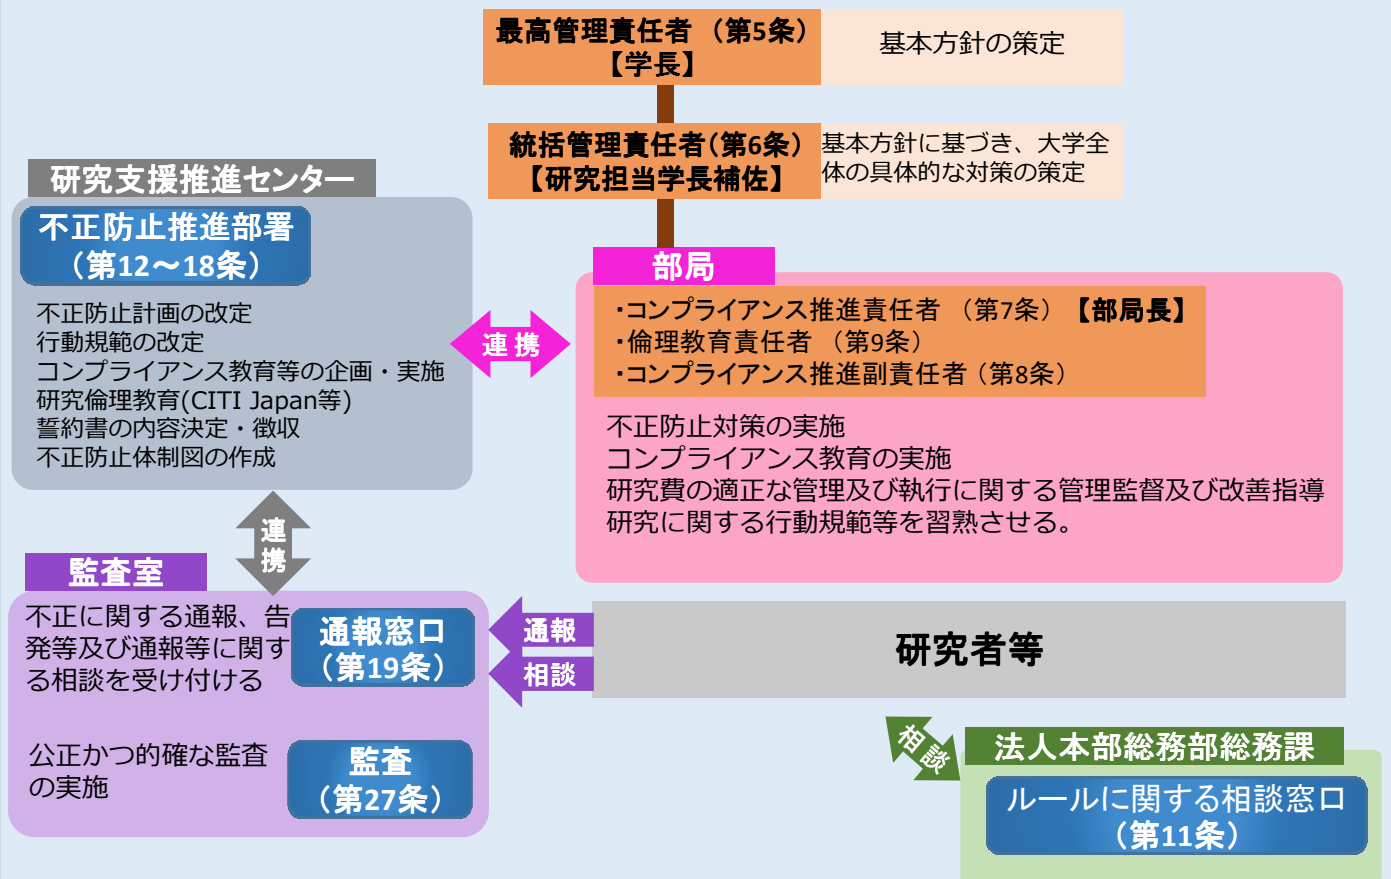 最高管理責任者 （第5条）
【学長】
基本方針の策定
統括管理責任者（第6条）
【研究担当学長補佐】
基本方針に基づき、大学全
体の具体的な対策の策定
研究支援推進センター
不正防止推進部署
（第12～18条）
不正防止計画の改定
行動規範の改定
コンプライアンス教育等の企画・実施
研究倫理教育(CITI Japan等)
誓約書の内容決定・徴収
不正防止体制図の作成
連携
部局
・コンプライアンス推進責任者 （第7条）【部局長】
・倫理教育責任者 （第9条）
・コンプライアンス推進副責任者（第8条）
不正防止対策の実施
コンプライアンス教育の実施
研究費の適正な管理及び執行に関する管理監督及び改善指導
研究に関する行動規範等を習熟させる。
連
携
監査室
不正に関する通報、告
発等及び通報等に関す
る相談を受け付ける
通報窓口
（第19条）
公正かつ的確な監査
の実施
監査
（第27条）
通報
相談
研究者等
相談
法人本部総務部総務課
ルールに関する相談窓口
（第11条）